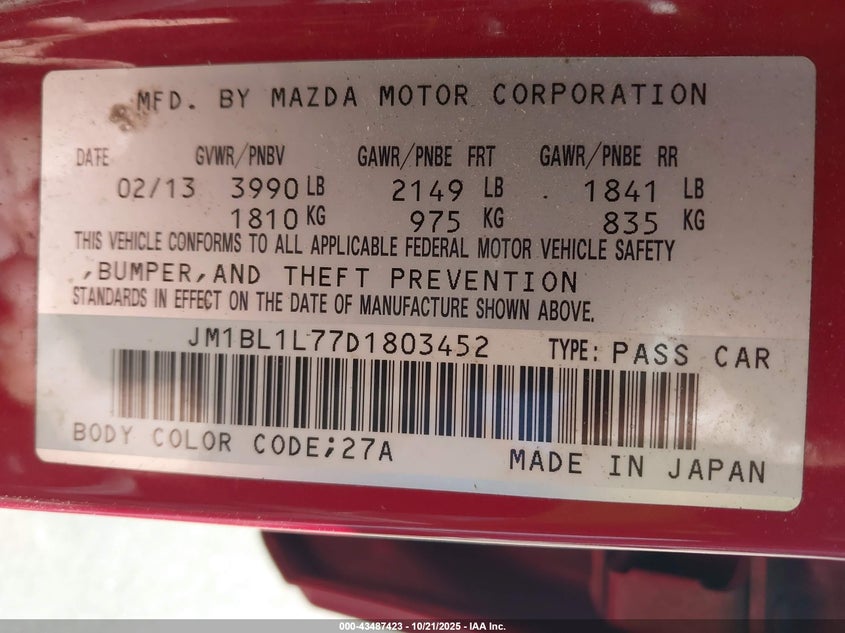 MFD. BY MAZDA MOTOR CORPORATION
DATE GVWR/PNBV GAWR/PNBE FRT GAWR/PNBE RR
02/13 3990 LB 2149 LB 1841 LB
1810 KG 975 KG 835 KG
THIS VEHICLE CONFORMS TO ALL APPLICABLE FEDERAL MOTOR VEHICLE SAFETY
,BUMPER,AND THEFT PREVENTION
STANDARDS IN EFFECT ON THE DATE OF MANUFACTURE SHOWN ABOVE.
JM1BL1L77D1803452 TYPE: PASS CAR
BODY COLOR CODE;27A
MADE IN JAPAN
000-43487423 - 10/21/2025 - IAA Inc.